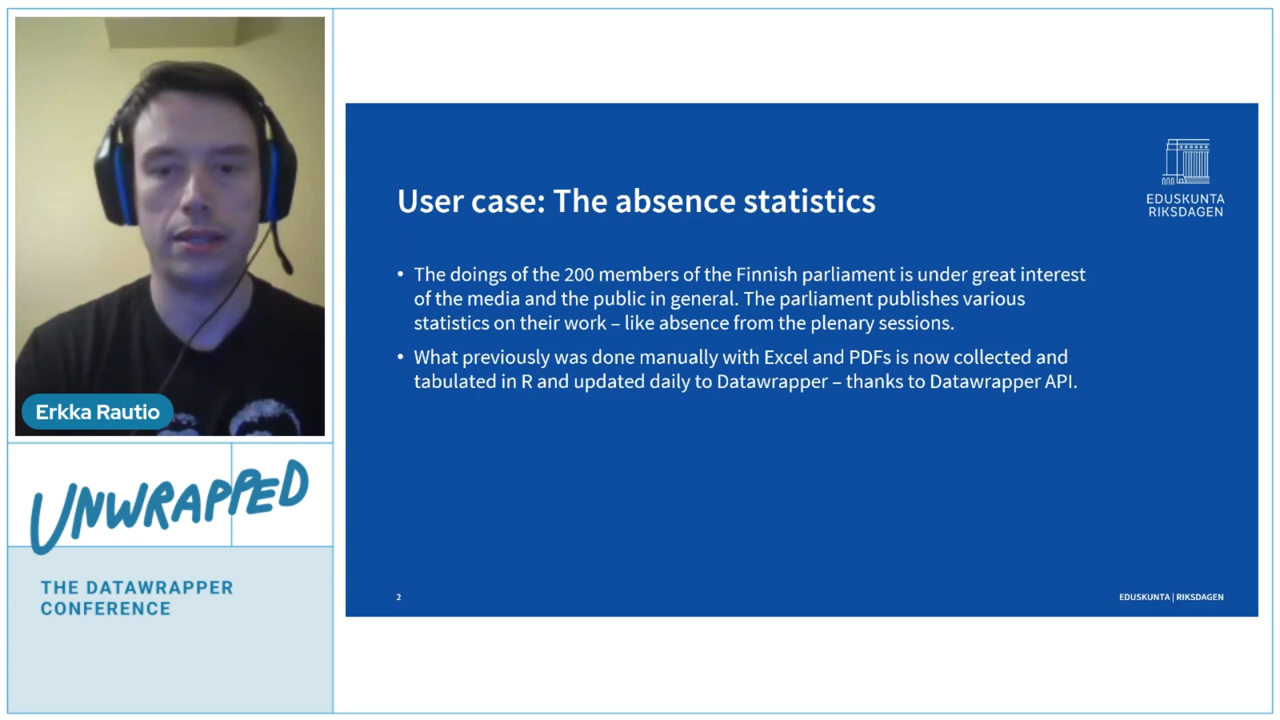 Erkka Rautio
UNWRAPPED
THE DATAWRAPPER
CONFERENCE
User case: The absence statistics
EDUSKUNTA
RIKSDAGEN
• The doings of the 200 members of the Finnish parliament is under great interest
of the media and the public in general. The parliament publishes various
statistics on their work – like absence from the plenary sessions.
• What previously was done manually with Excel and PDFs is now collected and
tabulated in R and updated daily to Datawrapper – thanks to Datawrapper API.
2
EDUSKUNTA | RIKSDAGEN